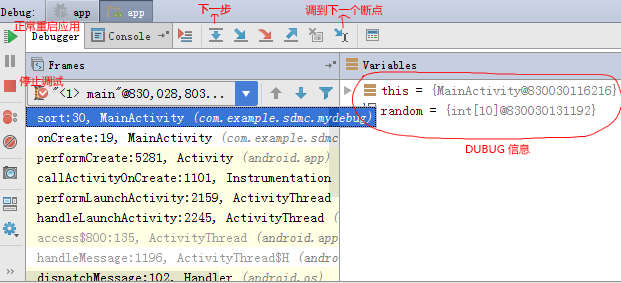 Debug: app app
下一步 调到下一个断点
正常重启应用
Debugger Console
停止调试
Frames
Variables
"<1> main"@830,028,803...
this = {MainActivity@830030116216}
random = {int[10]@830030131192}
DUBUG 信息
sort:30, MainActivity (com.example.sdmc.mydebug)
onCreate:19, MainActivity (com.example.sdmc.m
performCreate:5281, Activity (android.app)
callActivityOnCreate:1101, Instrumentation
performLaunchActivity:2159, ActivityThread
handleLaunchActivity:2245, ActivityThread (
access$800:135, ActivityThread (android.app
handleMessage:1196, ActivityThread$H (andro
dispatchMessage:102, Handler (android.os)